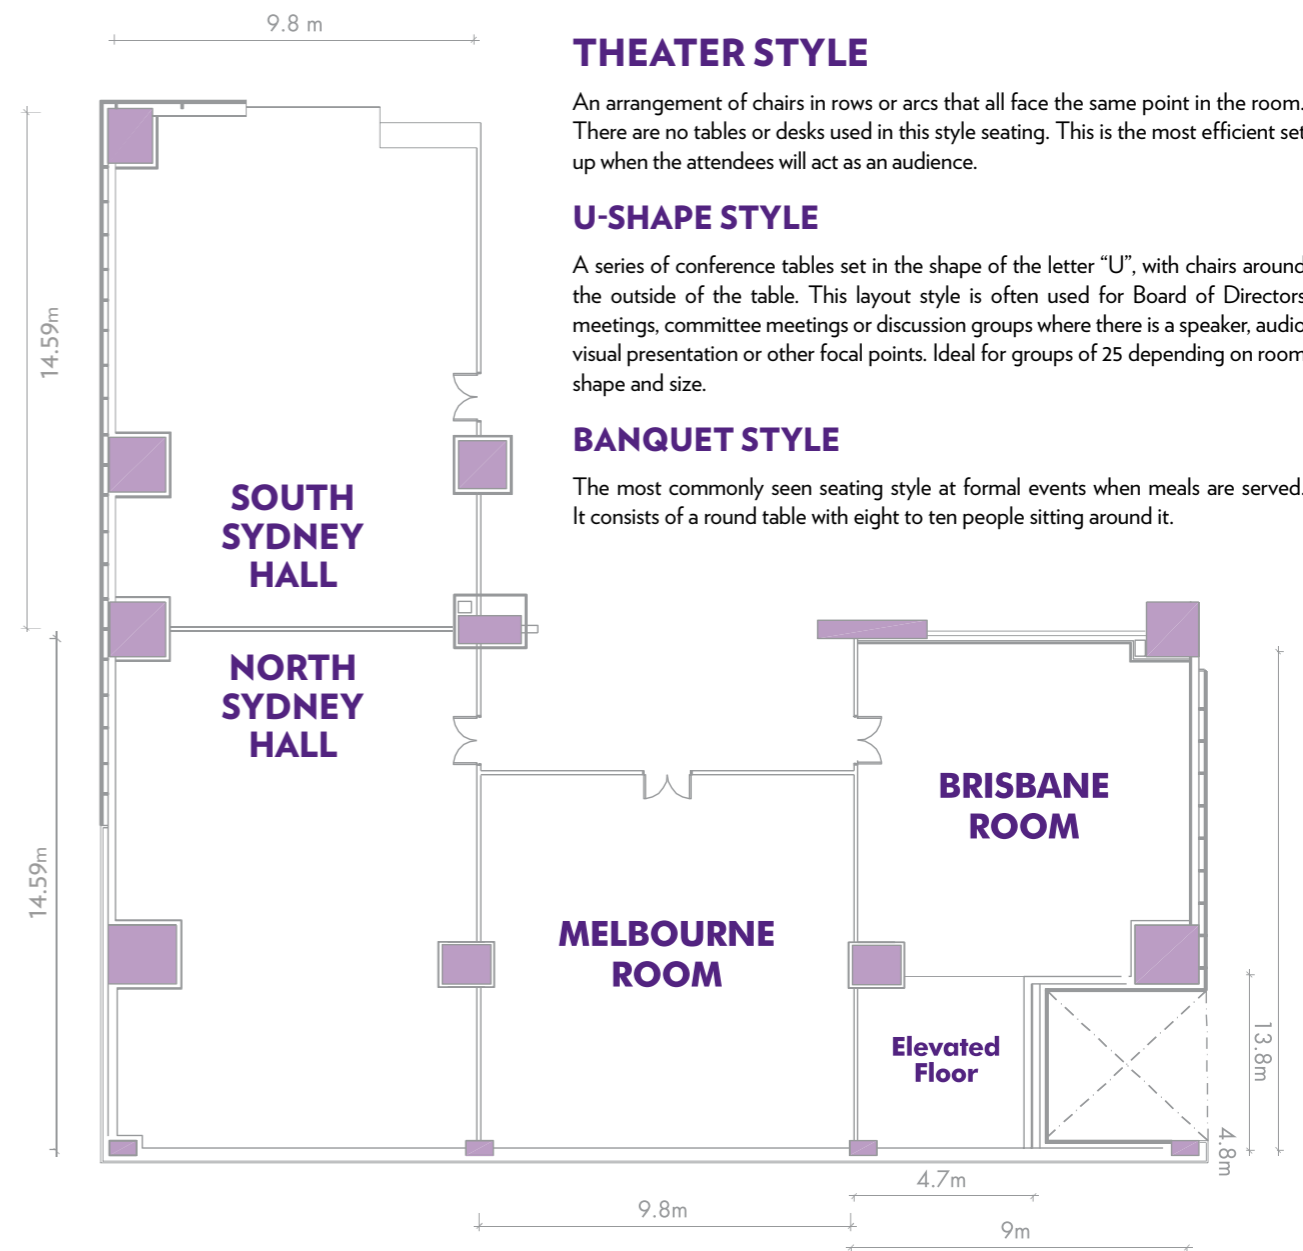 9.8 m
THEATER STYLE
An arrangement of chairs in rows or arcs that all face the same point in the room.
There are no tables or desks used in this style seating. This is the most efficient set
up when the attendees will act as an audience.
U-SHAPE STYLE
A series of conference tables set in the shape of the letter “U”, with chairs around
the outside of the table. This layout style is often used for Board of Directors
meetings, committee meetings or discussion groups where there is a speaker, audio
visual presentation or other focal points. Ideal for groups of 25 depending on room
shape and size.
BANQUET STYLE
The most commonly seen seating style at formal events when meals are served.
It consists of a round table with eight to ten people sitting around it.
14.59m
SOUTH
SYDNEY
HALL
NORTH
SYDNEY
HALL
14.59m
MELBOURNE
ROOM
BRISBANE
ROOM
Elevated
Floor
13.8m
4.8m
4.7m
9.8m
9m